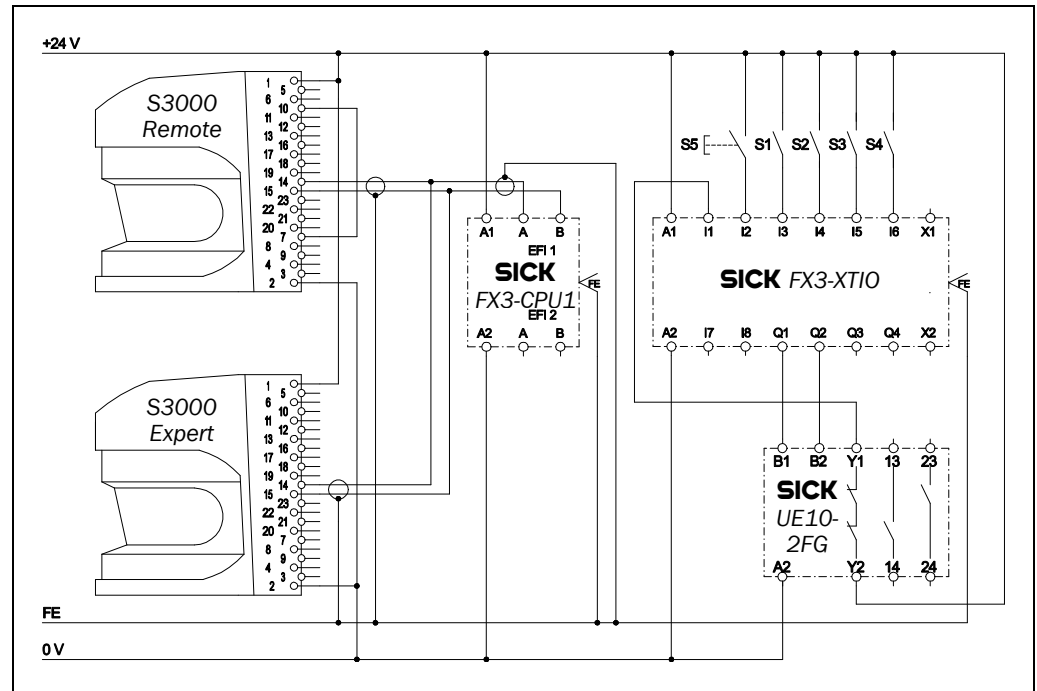 +24 V
S3000
Remote
1
5
6
10
11
12
13
16
17
18
19
14
15
23
22
21
20
7
8
9
4
3
2
S3000
Expert
1
5
6
10
11
12
13
16
17
18
19
14
15
23
22
21
20
7
8
9
4
3
2
A1 A B
EFI 1
SICK
FX3-CPU1
EFI 2
A2 A B
FE
S5 S1 S2 S3 S4
A1 I1 I2 I3 I4 I5 I6 X1
SICK FX3-XTIO
FE
A2 I7 I8 Q1 Q2 Q3 Q4 X2
B1 B2 Y1 13 23
SICK
UE10-
2FG
A2 Y2 14 24
FE
0 V